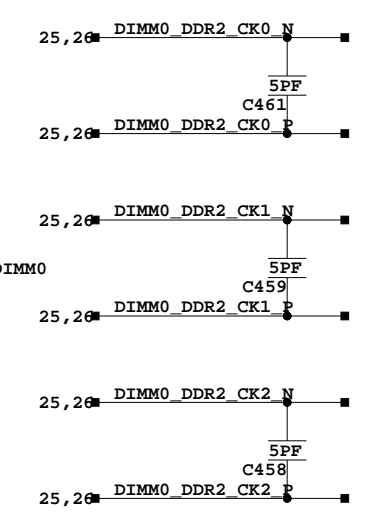 DIMM0_DDR2_CK0_N
25,26
5PF
C461
DIMM0_DDR2_CK0_P
25,26
DIMM0_DDR2_CK1_N
25,26
DIMM0
5PF
C459
DIMM0_DDR2_CK1_P
25,26
DIMM0_DDR2_CK2_N
25,26
5PF
C458
DIMM0_DDR2_CK2_P
25,26